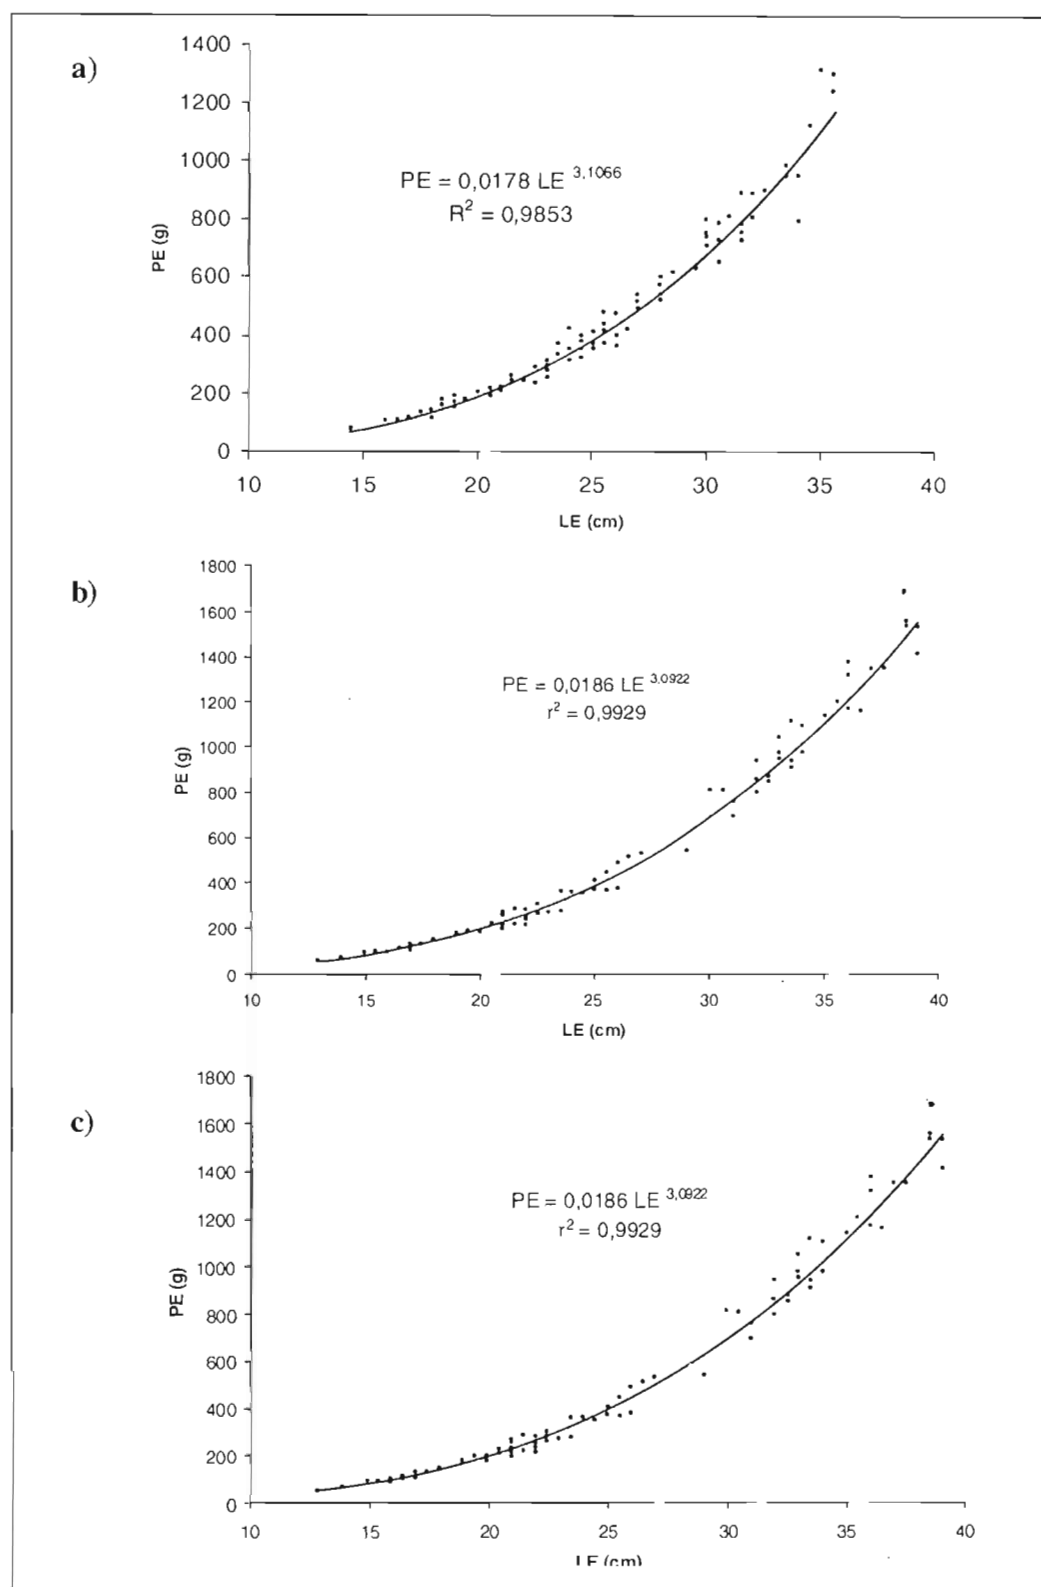 a)
1400
1200
1000
800
600
400
200
0
PE (g)
PE = 0,0178 LE 3,1066
R2 = 0,9853
10 15 20 25 30 35 40
LE (cm)
b)
1800
1600
1400
1200
1000
800
600
400
200
0
PE (g)
PE = 0,0186 LE 3,0922
r2 = 0,9929
10 15 20 25 30 35 40
LE (cm)
c)
1800
1600
1400
1200
1000
800
600
400
200
0
PE (g)
PE = 0,0186 LE 3,0922
r2 = 0,9929
10 15 20 25 30 35 40
LE (cm)